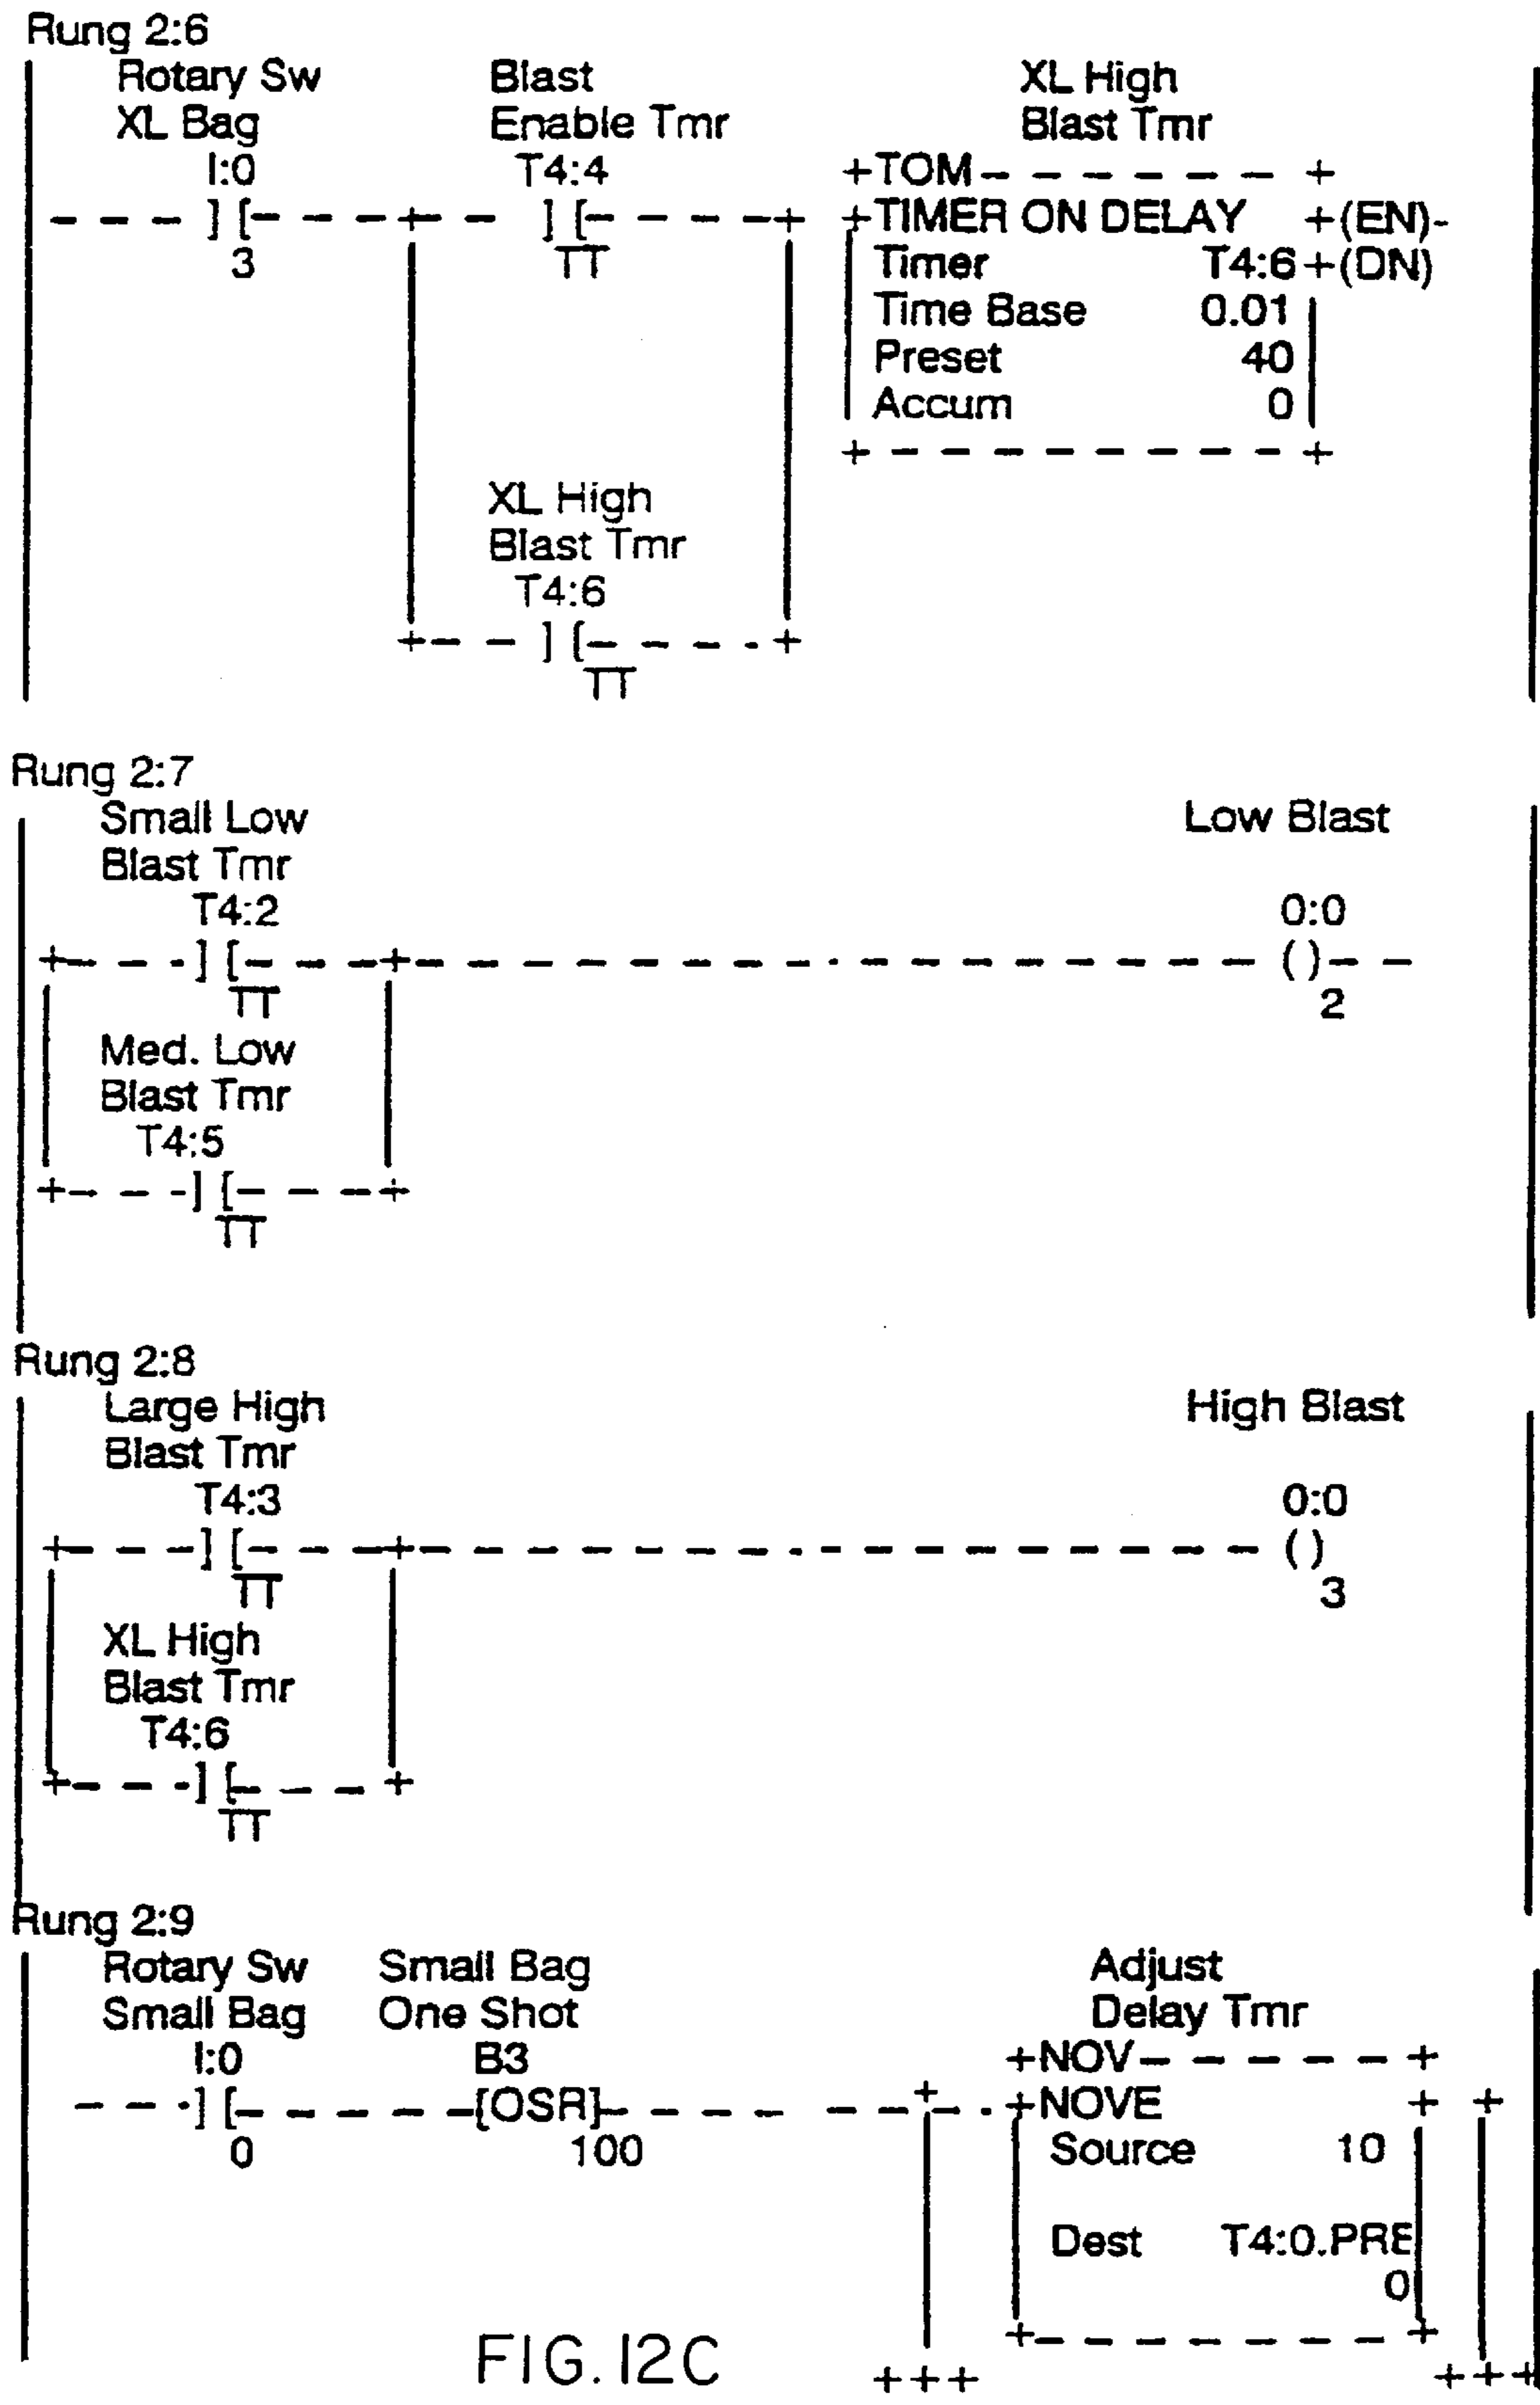 Rung 2:6
Rotary Sw Blast XL High
XL Bag Enable Tmr Blast Tmr
I:0 T4:4 +TOM- - - - - - - +
- - - - ] [- - - -+- - ] [- - - - -+ +TIMER ON DELAY +(EN)-
3 TT Timer T4:6+(DN)
Time Base 0.01
Preset 40
Accum 0
+ - - - - - - - - - +
XL High
Blast Tmr
T4:6
+- - ] [- - - - - +
TT
Rung 2:7
Small Low Low Blast
Blast Tmr
T4:2 0:0
+- - - -] [- - - -+- - - - - - - - - - - - - - - - - - ( )- -
TT 2
Med. Low
Blast Tmr
T4:5
+- - - -] [- - - -+
TT
Rung 2:8
Large High High Blast
Blast Tmr
T4:3 0:0
+- - - -] [- - - -+- - - - - - - - - - - - - - - - - - ( )
TT 3
XL High
Blast Tmr
T4:6
+- - - -] [- - - - +
TT
Rung 2:9
Rotary Sw Small Bag Adjust
Small Bag One Shot Delay Tmr
I:0 B3 +NOV- - - - - - +
- - - -] [- - - - - -[OSR]- - - - - - - + - -+NOVE + +
0 100 Source 10
Dest T4:0.PRE
0
+- - - - - - - - +
FIG. 12C +++ +++